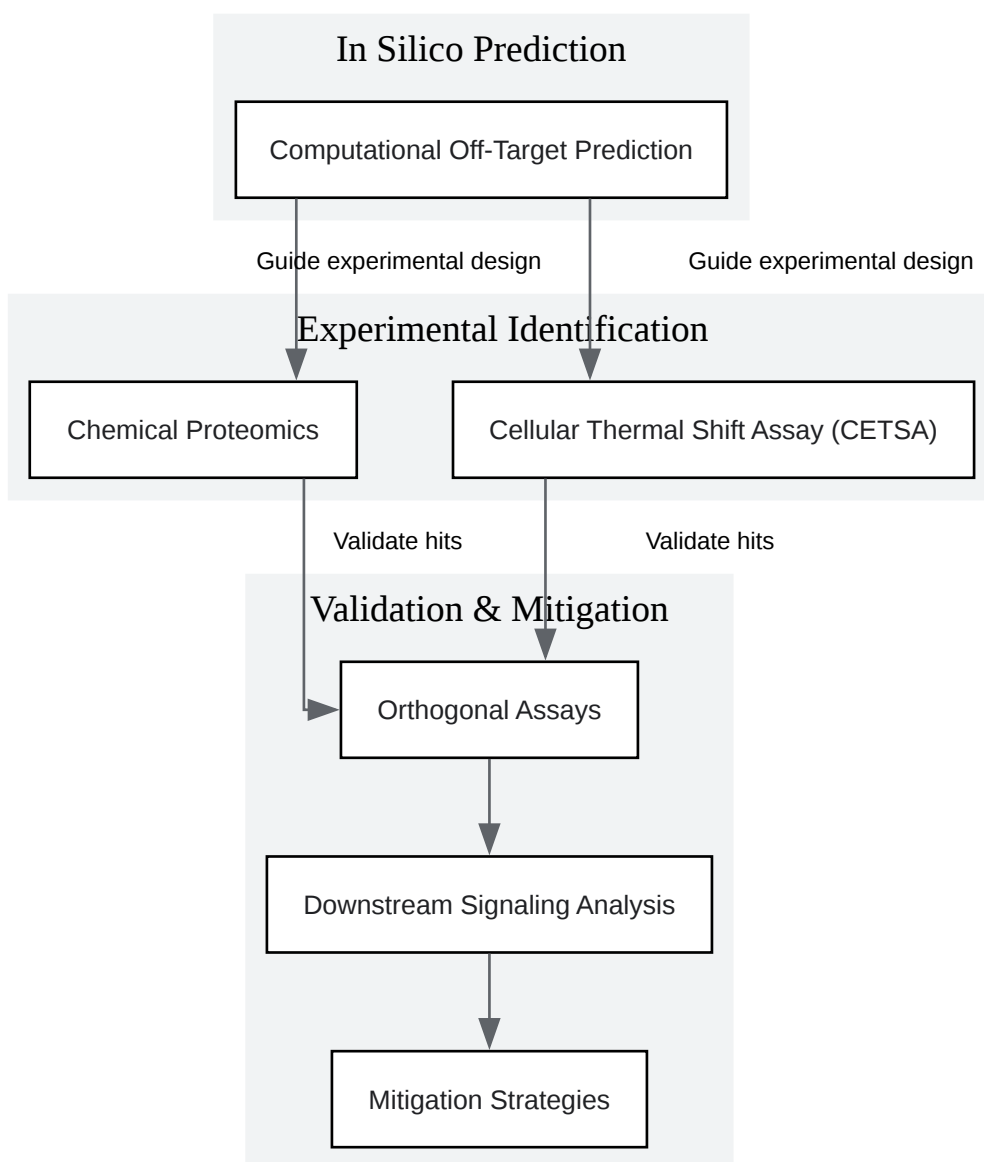 In Silico Prediction
Computational Off-Target Prediction
Guide experimental design
Guide experimental design
Experimental Identification
Chemical Proteomics
Cellular Thermal Shift Assay (CETSA)
Validate hits
Validate hits
Validation & Mitigation
Orthogonal Assays
Downstream Signaling Analysis
Mitigation Strategies